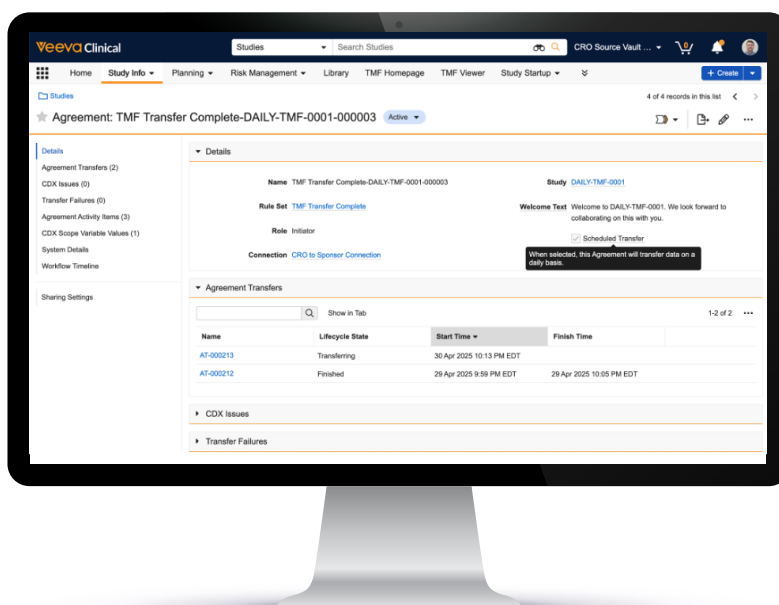 Veeva Clinical
Studies
Search Studies
CRO Source Vault ...
Home Study Info Planning Risk Management Library TMF Homepage TMF Viewer Study Startup
+ Create
Studies
4 of 4 records in this list
Agreement: TMF Transfer Complete-DAILY-TMF-0001-000003 Active
Details
Agreement Transfers (2)
CDX Issues (0)
Transfer Failures (0)
Agreement Activity Items (3)
CDX Scope Variable Values (1)
System Details
Workflow Timeline
Sharing Settings
Details
Name TMF Transfer Complete-DAILY-TMF-0001-000003
Rule Set TMF Transfer Complete
Role Initiator
Connection CRO to Sponsor Connection
Study DAILY-TMF-0001
Welcome Text Welcome to DAILY-TMF-0001. We look forward to
collaborating on this with you.
Scheduled Transfer
When selected, this Agreement will transfer data on a
daily basis.
Agreement Transfers
Show in Tab
1-2 of 2
Name Lifecycle State Start Time Finish Time
AT-000213 Transferring 30 Apr 2025 10:13 PM EDT
AT-000212 Finished 29 Apr 2025 9:59 PM EDT 29 Apr 2025 10:05 PM EDT
CDX Issues
Transfer Failures